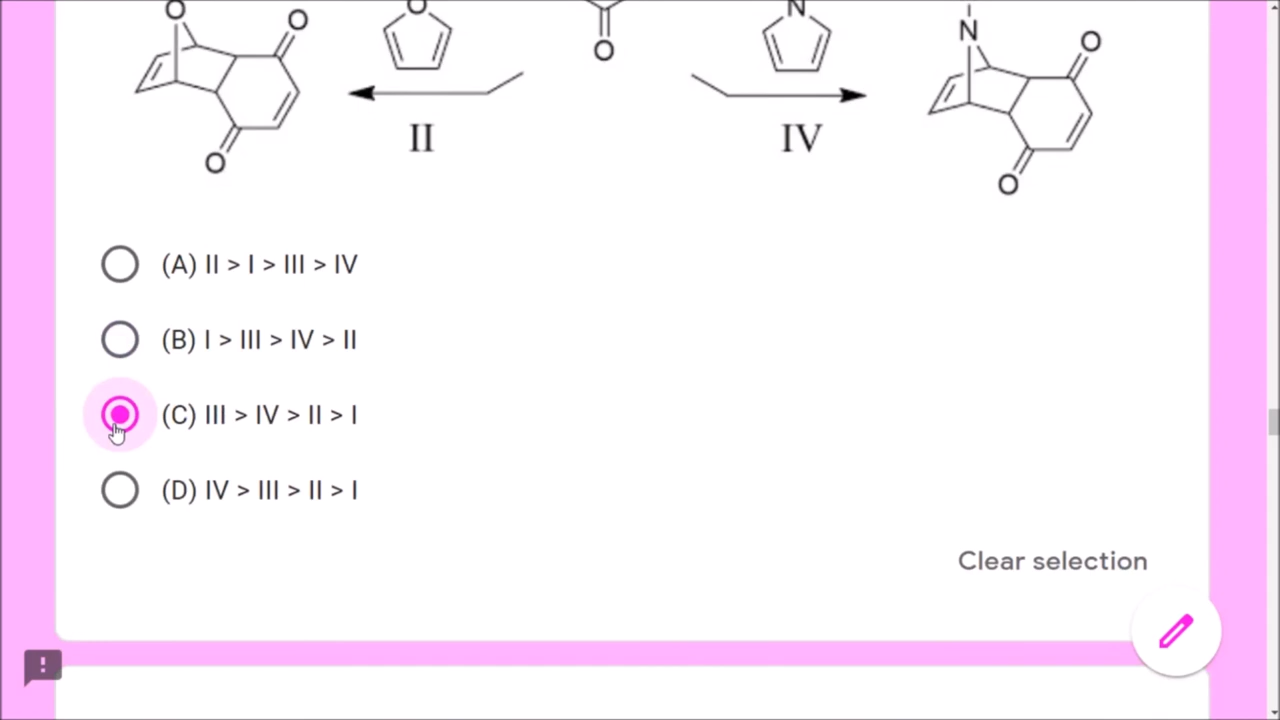 O O O N N O
O
II IV
O O
(A) II > I > III > IV
(B) I > III > IV > II
(C) III > IV > II > I
(D) IV > III > II > I
Clear selection
!